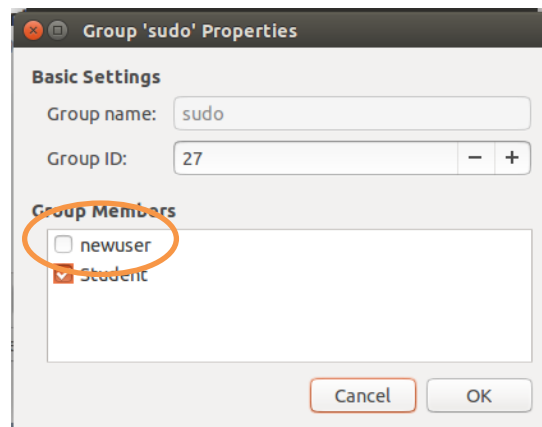 Group 'sudo' Properties
Basic Settings
Group name: sudo
Group ID: 27 − +
Group Members
newuser
Student
Cancel OK